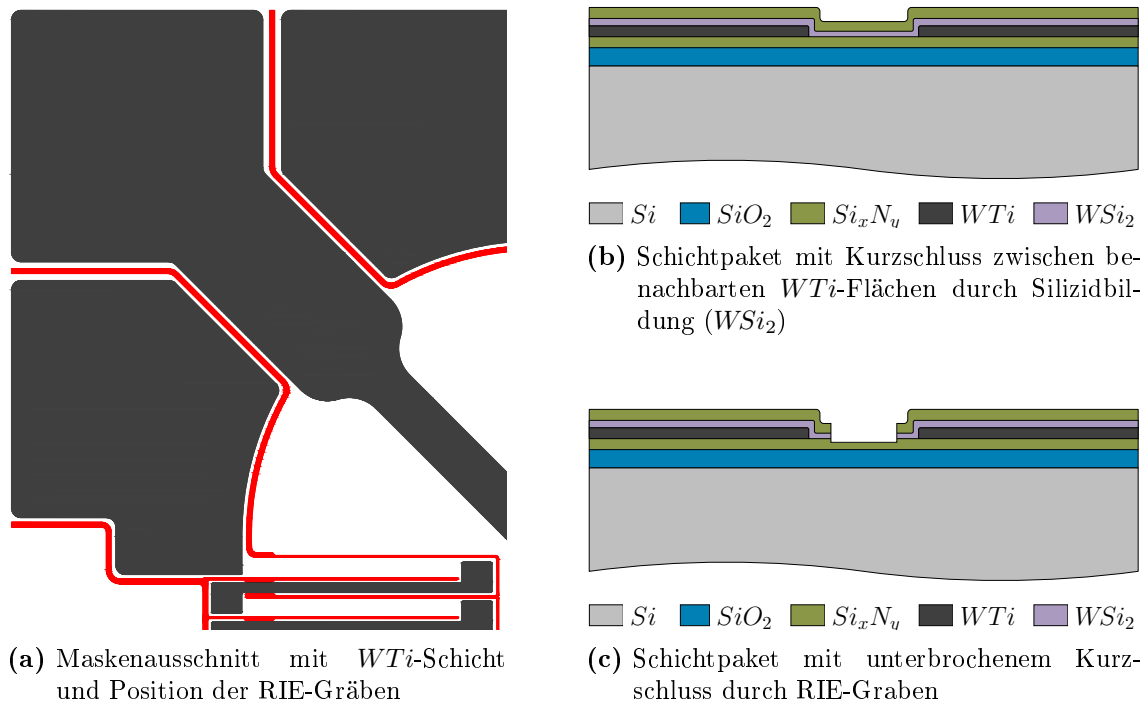 Si SiO2 SixNy WTi WSi2
(b) Schichtpaket mit Kurzschluss zwischen be-
nachbarten WTi-Flächen durch Silizidbil-
dung (WSi2)
Si SiO2 SixNy WTi WSi2
(a) Maskenausschnitt mit WTi-Schicht
und Position der RIE-Gräben
(c) Schichtpaket mit unterbrochenem Kurz-
schluss durch RIE-Graben